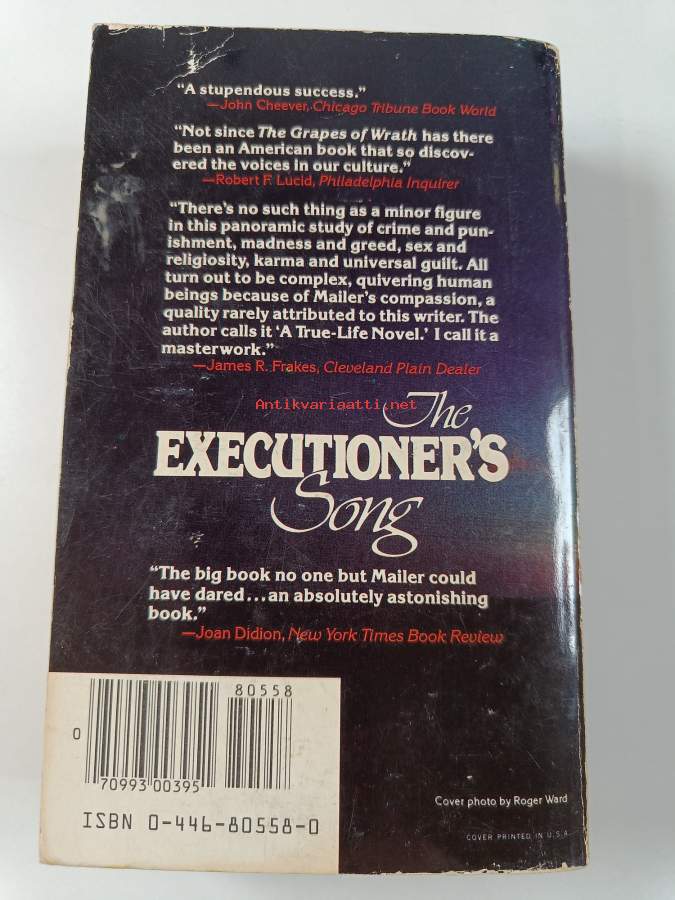 "A stupendous success."
—John Cheever, Chicago Tribune Book World
"Not since The Grapes of Wrath has there
been an American book that so discov-
ered the voices in our culture."
—Robert F. Lucid, Philadelphia Inquirer
"There's no such thing as a minor figure
in this panoramic study of crime and pun-
ishment, madness and greed, sex and
religiosity, karma and universal guilt. All
turn out to be complex, quivering human
beings because of Mailer's compassion, a
quality rarely attributed to this writer. The
author calls it 'A True-Life Novel.' I call it a
masterwork."
—James R. Frakes, Cleveland Plain Dealer
Antikvariaatti.net
The
EXECUTIONER'S
Song
"The big book no one but Mailer could
have dared...an absolutely astonishing
book."
—Joan Didion, New York Times Book Review
80558
0
70993 00395
ISBN 0-446-80558-0
Cover photo by Roger Ward
COVER PRINTED IN U.S.A.